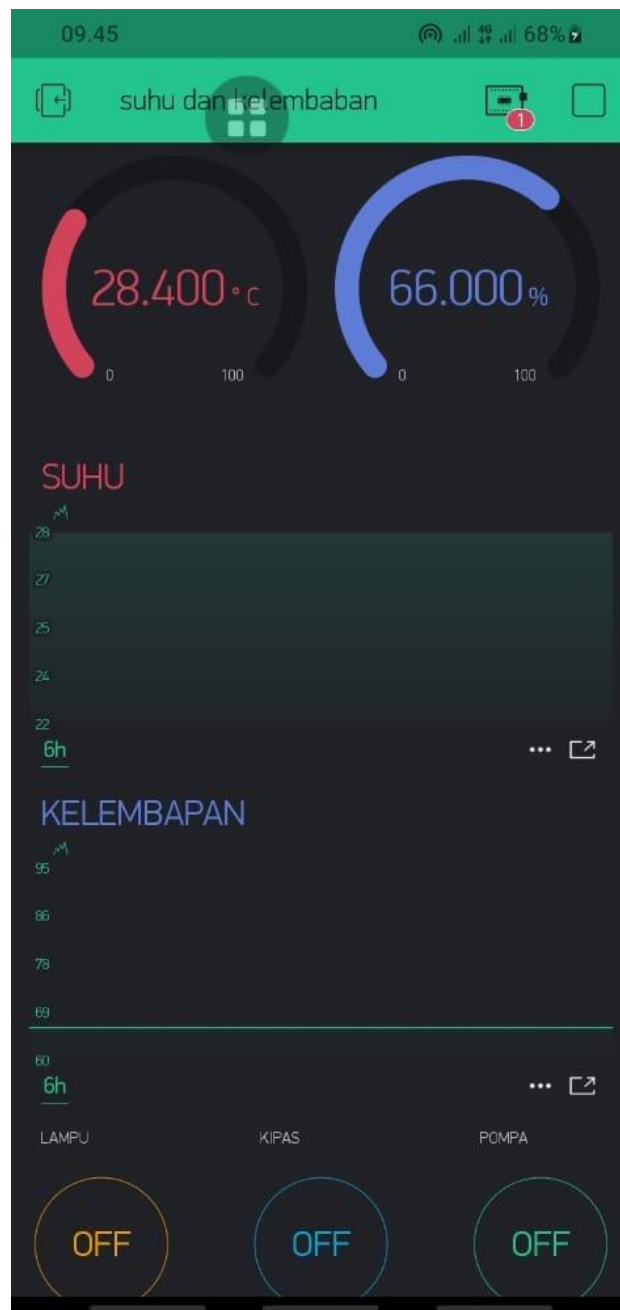 09.45 4G 68%
suhu dan kelembaban 1
28.400°C 66.000%
0 100 0 100
SUHU
28
27
25
24
22
6h
KELEMBAPAN
95
86
78
69
60
6h
LAMPU KIPAS POMPA
OFF OFF OFF